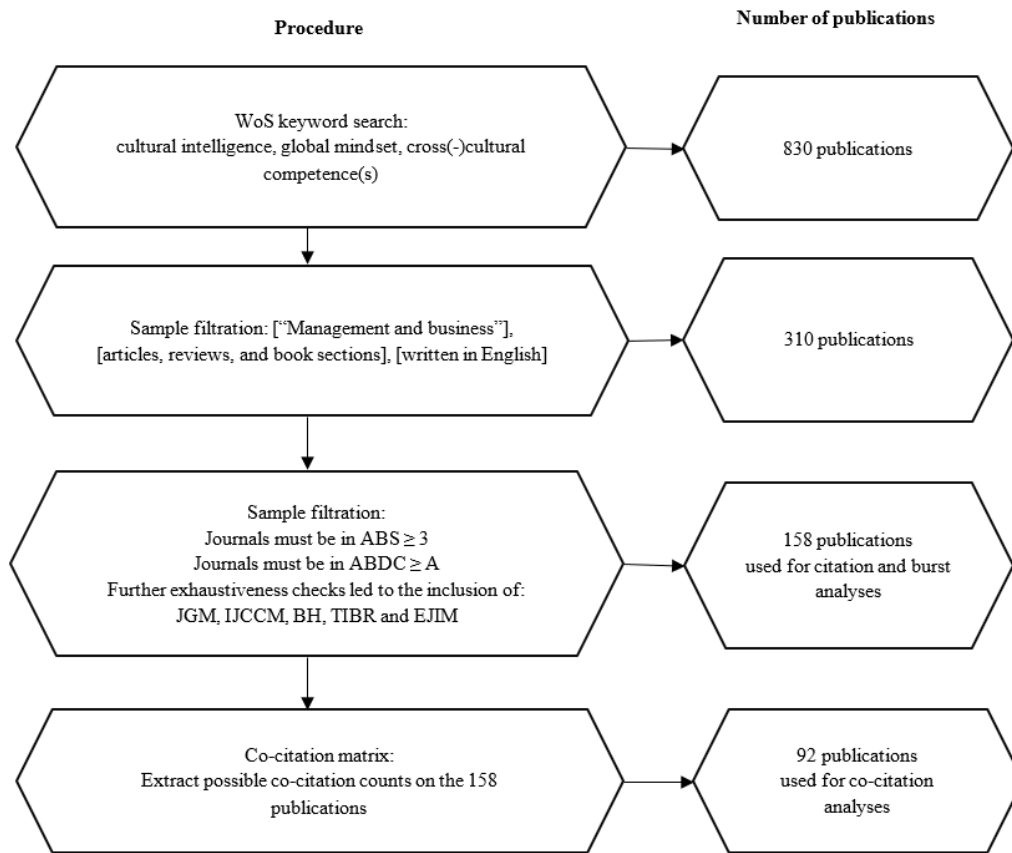 Procedure
Number of publications
WoS keyword search:
cultural intelligence, global mindset, cross(-)cultural
competence(s)
830 publications
Sample filtration: [“Management and business”],
[articles, reviews, and book sections], [written in English]
310 publications
Sample filtration:
Journals must be in ABS ≥ 3
Journals must be in ABDC ≥ A
Further exhaustiveness checks led to the inclusion of:
JGM, IJCCM, BH, TIBR and EJIM
158 publications
used for citation and burst
analyses
Co-citation matrix:
Extract possible co-citation counts on the 158
publications
92 publications
used for co-citation
analyses